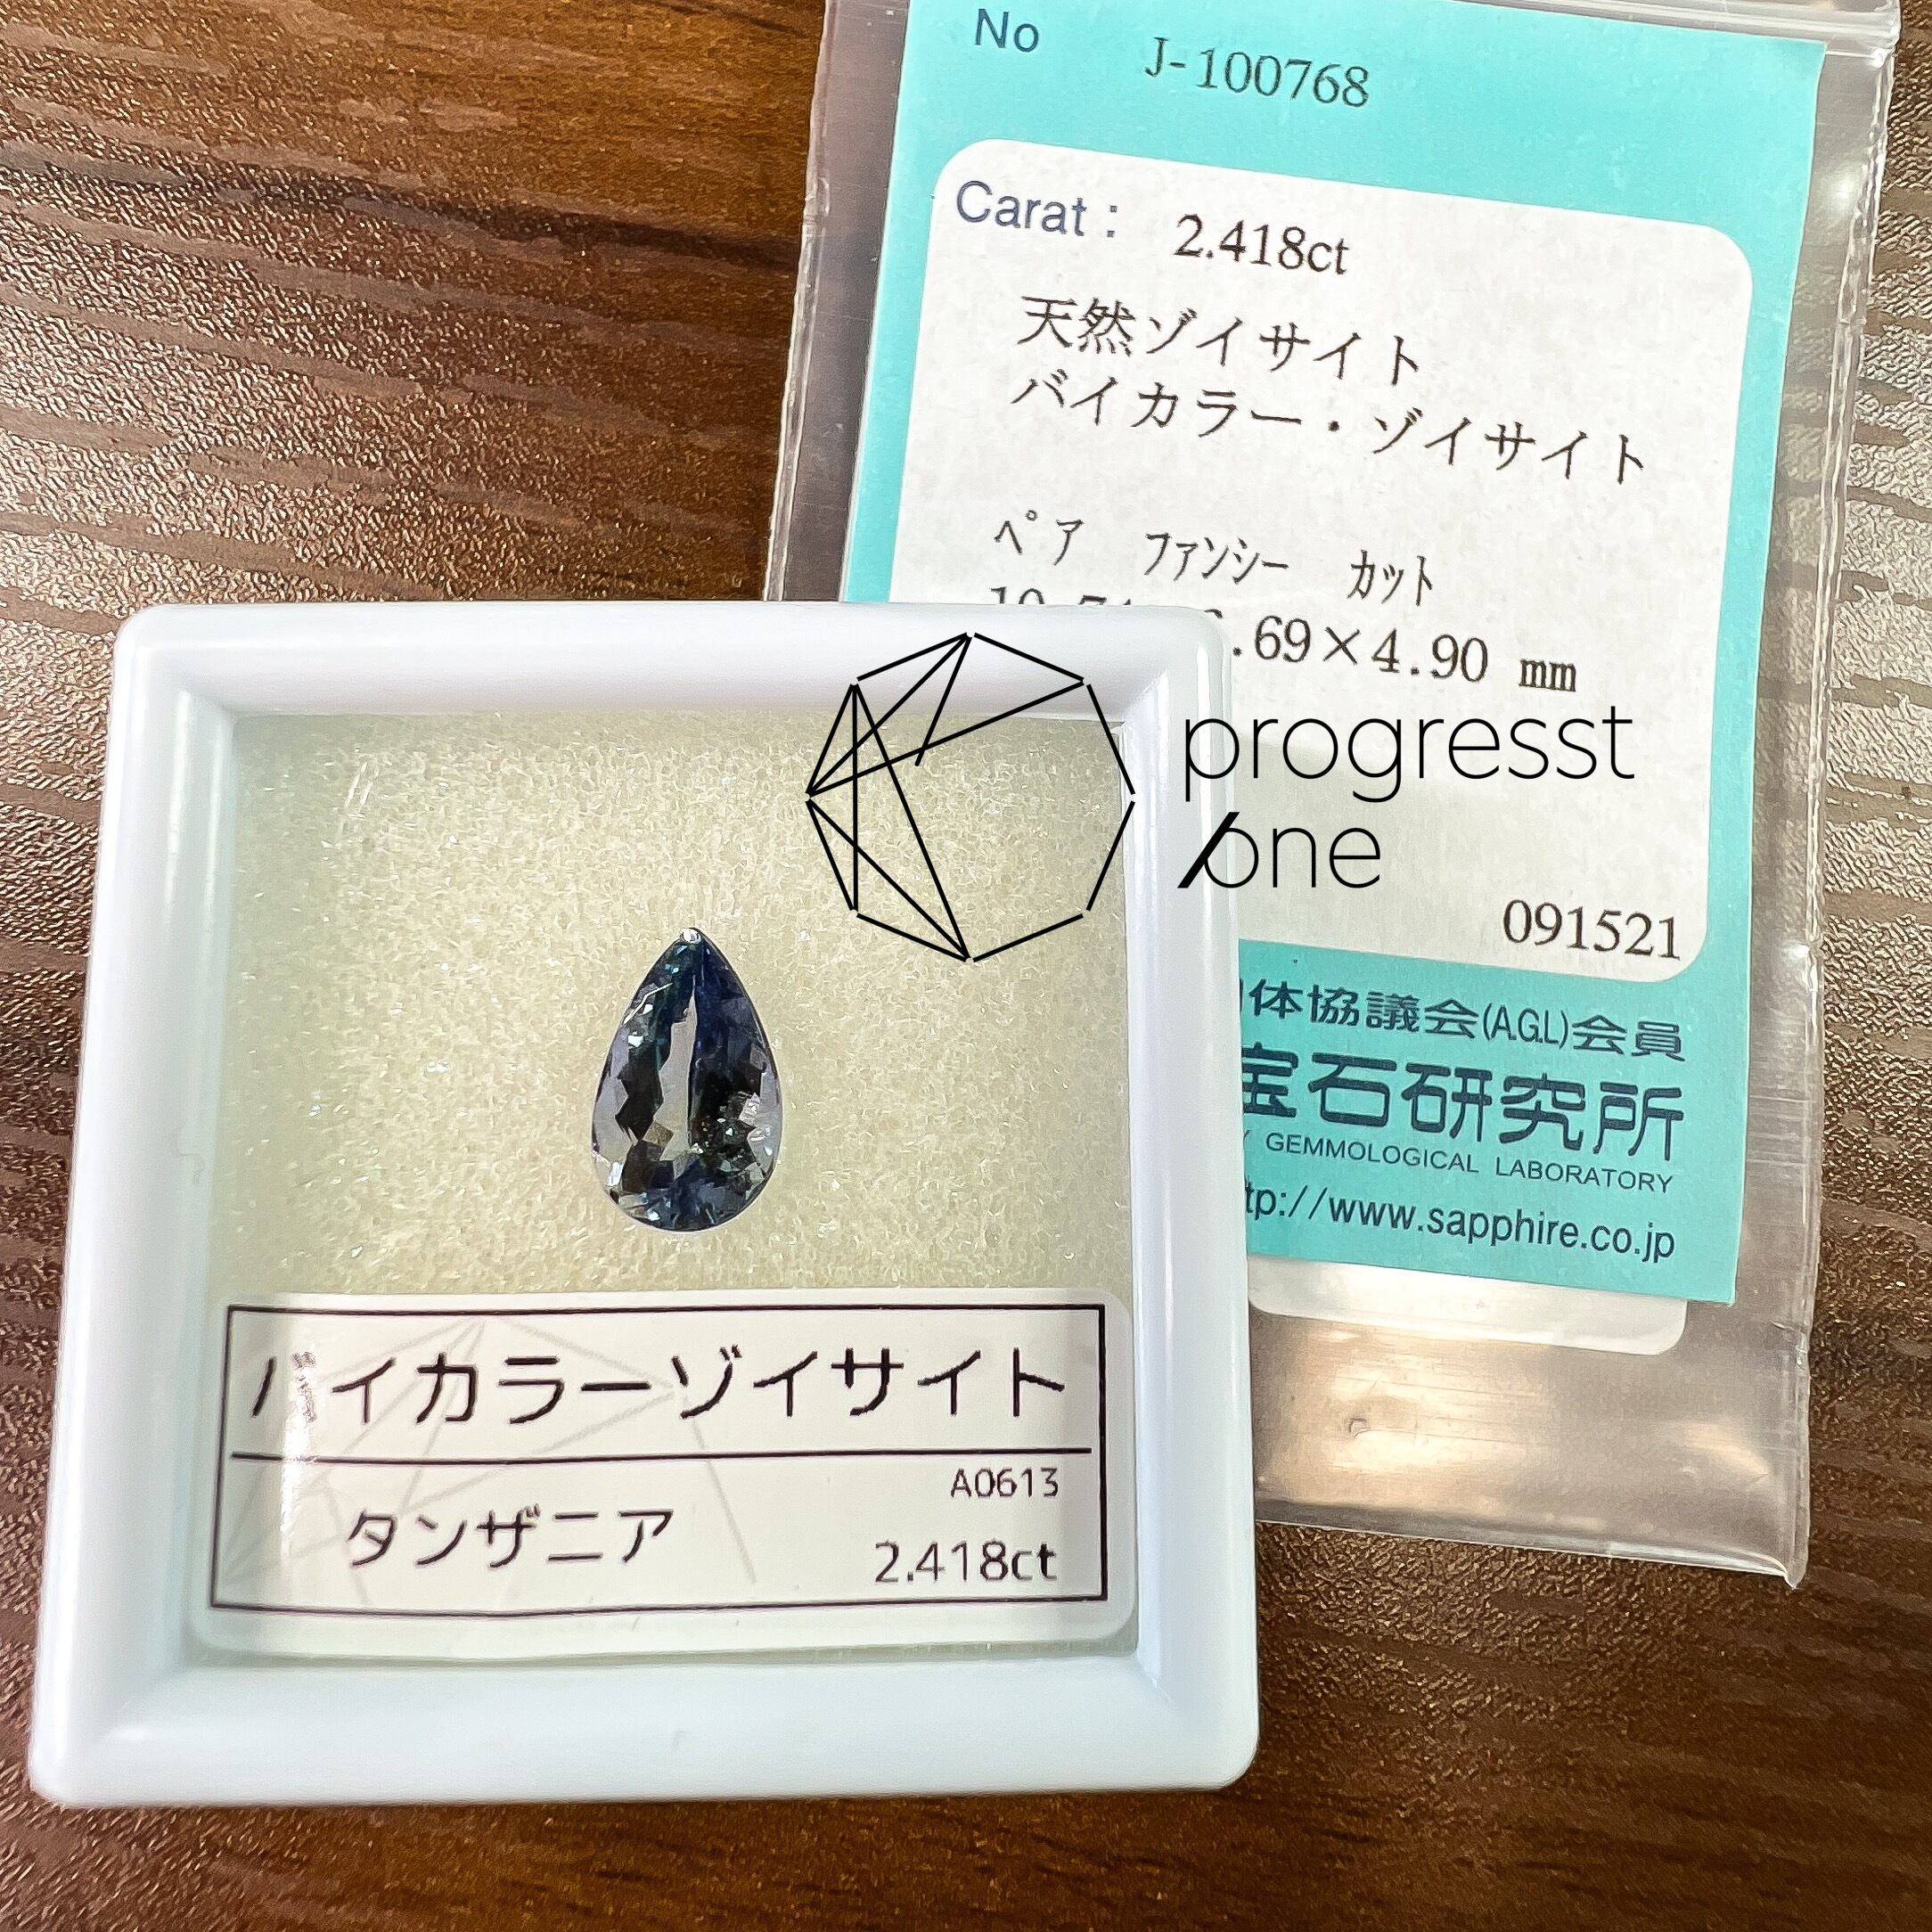 No J-100768
Carat : 2.418ct
天然ゾイサイト
バイカラー・ゾイサイト
ペア ファンシー カット
.69×4.90 mm
progresst
one
091521
体協議会(A.G.L)会員
宝石研究所
GEMMOLOGICAL LABORATORY
tp://www.sapphire.co.jp
バイカラーゾイサイト
A0613
タンザニア
2.418ct